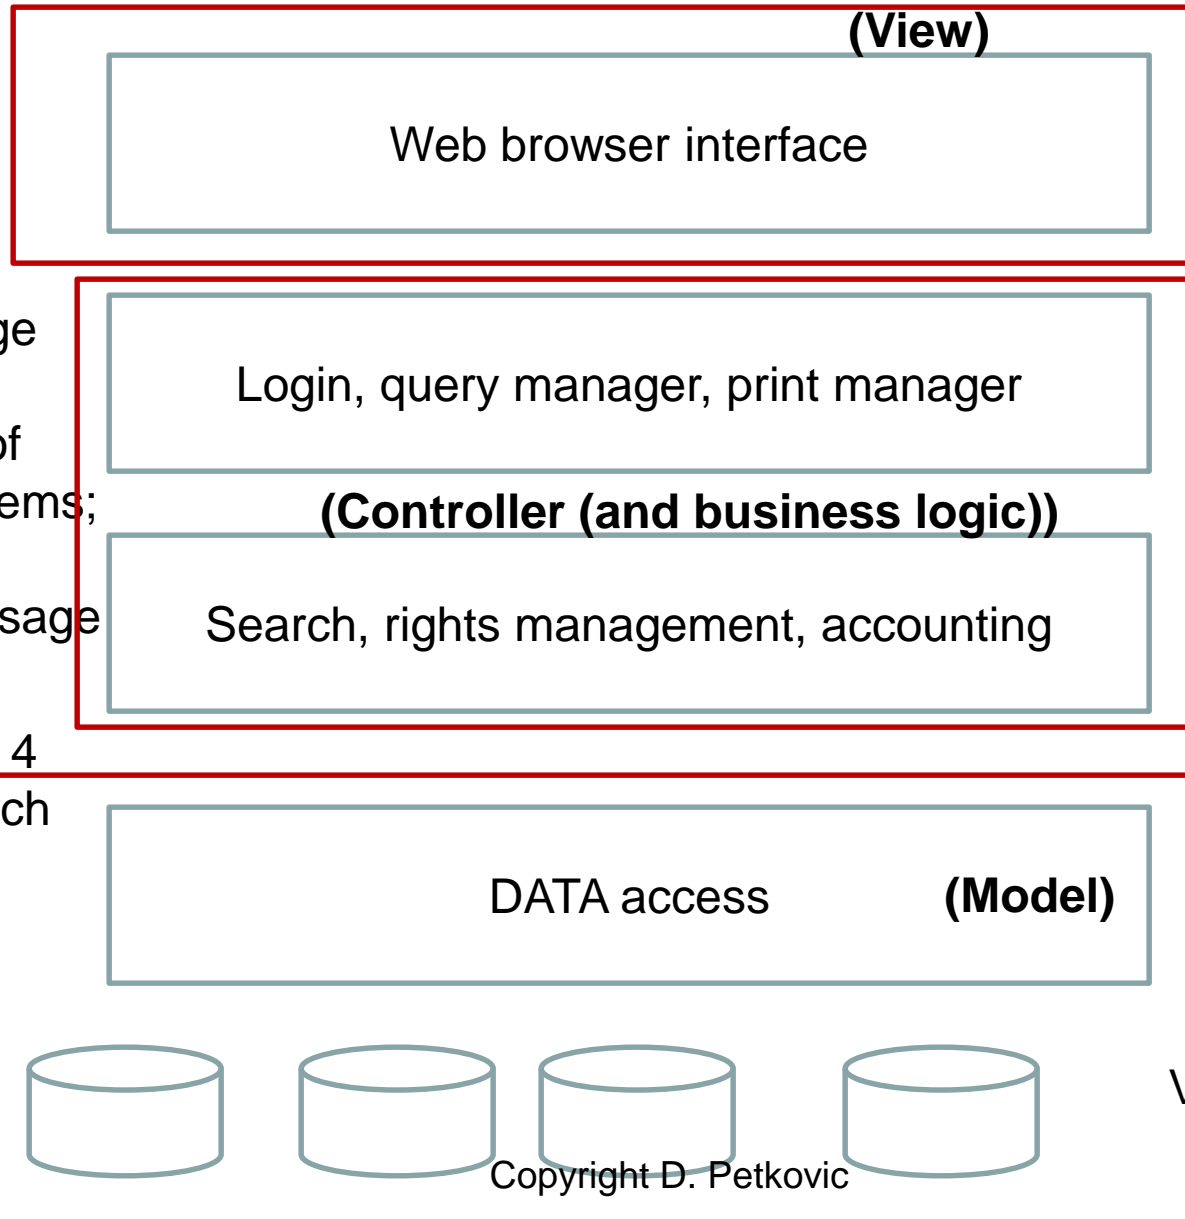 (View)
Web browser interface
ge
Login, query manager, print manager
of
ems;
(Controller (and business logic))
sage
Search, rights management, accounting
4
ch
DATA access (Model)
Copyright D. Petkovic